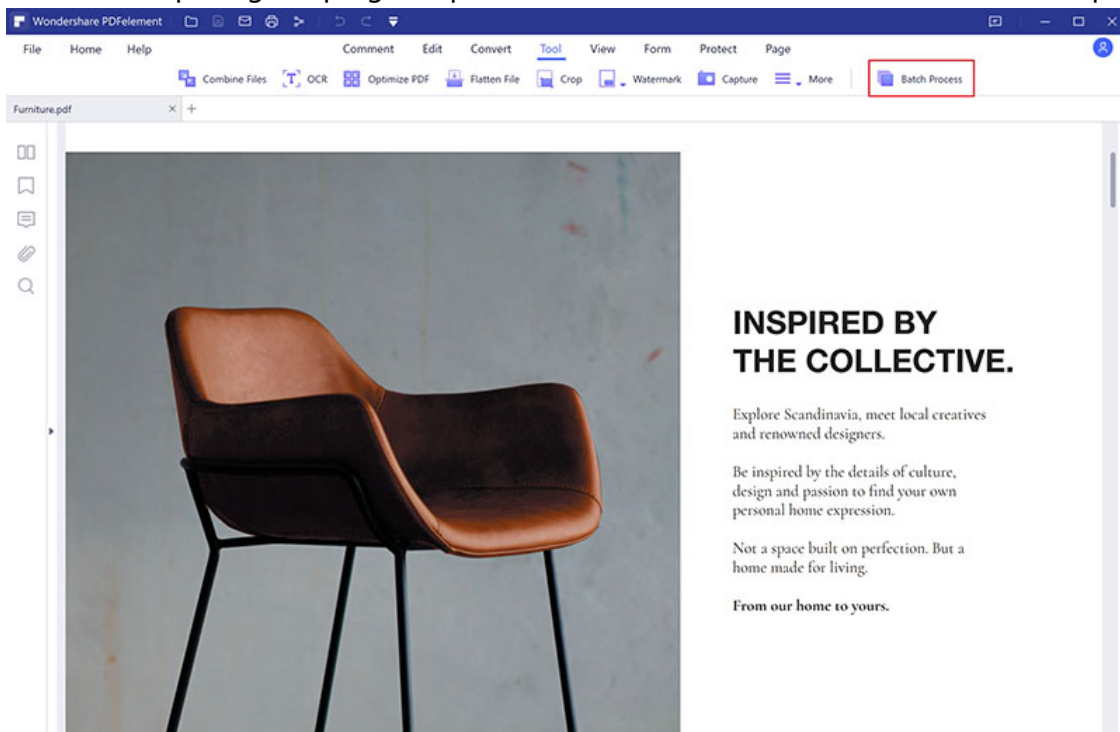 Wondershare PDFelement
File Home Help Comment Edit Convert Tool View Form Protect Page
Combine Files T OCR Optimize PDF Flatten File Crop Watermark Capture More Batch Process
Furniture.pdf
INSPIRED BY
THE COLLECTIVE.
Explore Scandinavia, meet local creatives
and renowned designers.
Be inspired by the details of culture,
design and passion to find your own
personal home expression.
Not a space built on perfection. But a
home made for living.
From our home to yours.